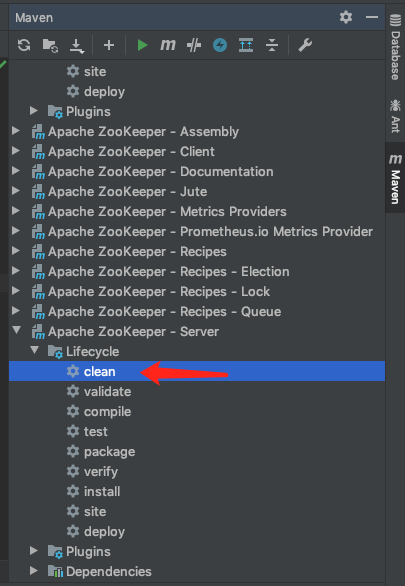 Maven
site
deploy
Plugins
Apache ZooKeeper - Assembly
Apache ZooKeeper - Client
Apache ZooKeeper - Documentation
Apache ZooKeeper - Jute
Apache ZooKeeper - Metrics Providers
Apache ZooKeeper - Prometheus.io Metrics Provider
Apache ZooKeeper - Recipes
Apache ZooKeeper - Recipes - Election
Apache ZooKeeper - Recipes - Lock
Apache ZooKeeper - Recipes - Queue
Apache ZooKeeper - Server
Lifecycle
clean
validate
compile
test
package
verify
install
site
deploy
Plugins
Dependencies
Database
Ant
m Maven